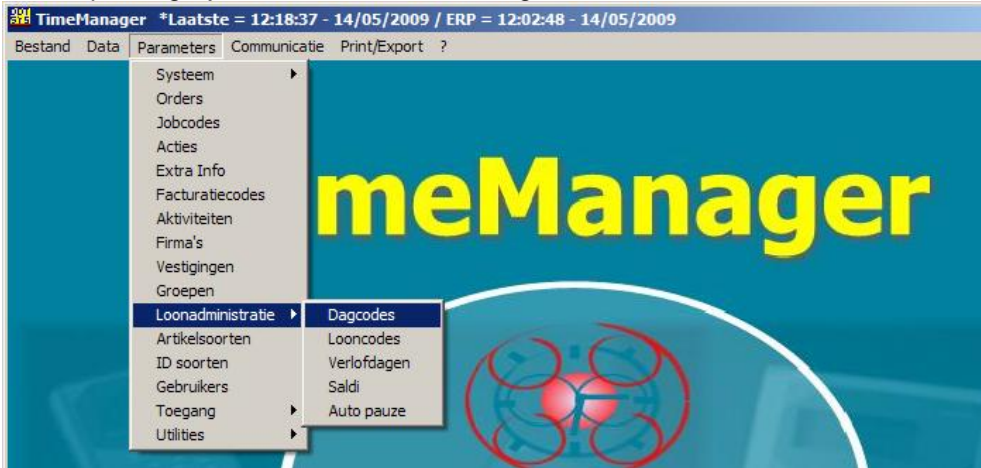 TimeManager *Laatste = 12:18:37 - 14/05/2009 / ERP = 12:02:48 - 14/05/2009
Bestand Data Parameters Communicatie Print/Export ?
Systeem
Orders
Jobcodes
Acties
Extra Info
Facturatiecodes
Aktiviteiten
Firma's
Vestigingen
Groepen
Loonadministratie
Artikelsoorten
ID soorten
Gebruikers
Toegang
Utilities
Dagcodes
Looncodes
Verlofdagen
Saldi
Auto pauze
meManager